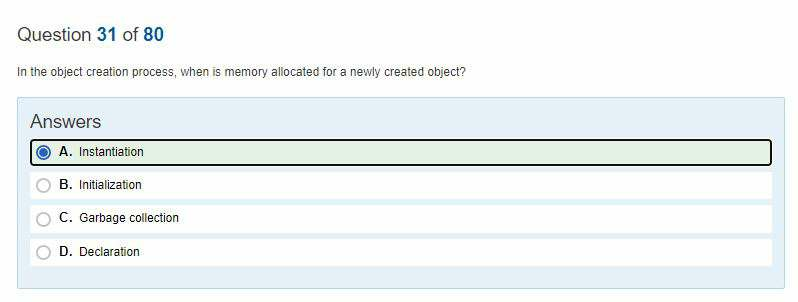 Question 31 of 80
In the object creation process, when is memory allocated for a newly created object?
Answers
A. Instantiation
B. Initialization
C. Garbage collection
D. Declaration